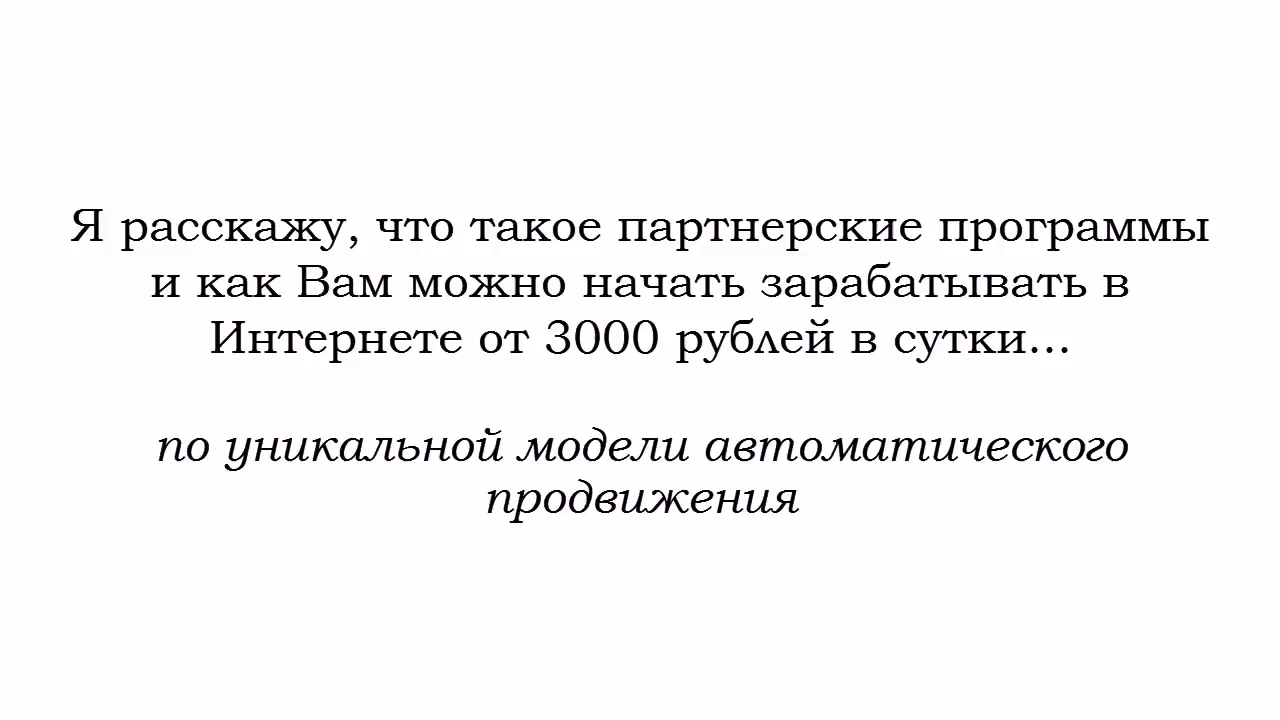 Я расскажу, что такое партнерские программы
и как Вам можно начать зарабатывать в
Интернете от 3000 рублей в сутки...
по уникальной модели автоматического
продвижения